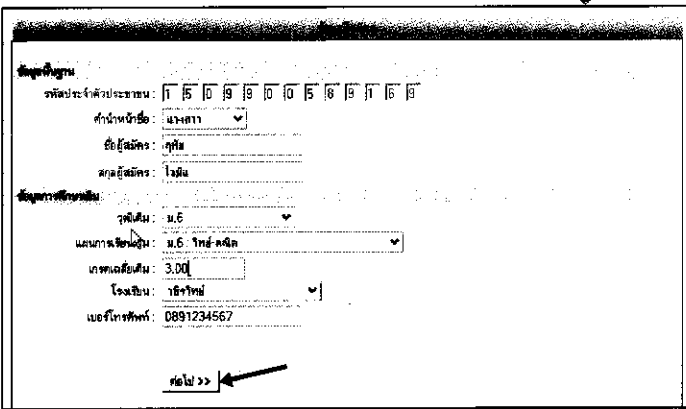 ข้อมูลพื้นฐาน
รหัสประจำตัวประชาชน : 1 5 0 9 9 0 0 5 8 9 1 6 9
คำนำหน้าชื่อ : นางสาว
ชื่อผู้สมัคร :
สกุลผู้สมัคร :
ข้อมูลการศึกษาเดิม
วุฒิเดิม : ม.6
แผนการเรียนเดิม : ม.6 : วิทย์-คณิต
เกรดเฉลี่ยเดิม : 3.00
โรงเรียน : วชิรวิทย์
เบอร์โทรศัพท์ : 0891234567
ต่อไป >>